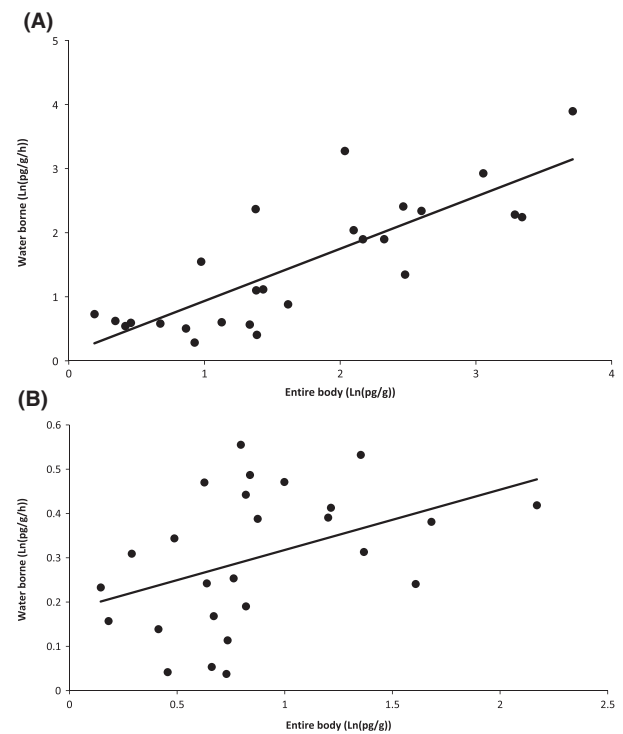 (A)
5
4
3
2
1
0
Water borne (Ln(pg/g/h))
0 1 2 3 4
Entire body (Ln(pg/g))
(B)
0.6
0.5
0.4
0.3
0.2
0.1
0
Water borne (Ln(pg/g/h))
0 0.5 1 1.5 2 2.5
Entire body (Ln(pg/g))